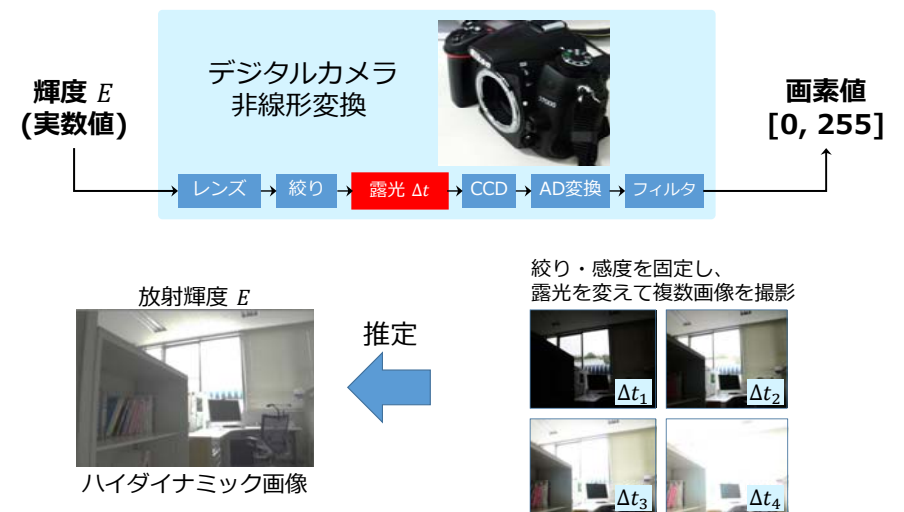 デジタルカメラ
非線形変換
輝度 E
(実数値)
画素値
[0, 255]
レンズ
絞り
露光 Δt
CCD
AD変換
フィルタ
絞り・感度を固定し、
露光を変えて複数画像を撮影
放射輝度 E
推定
Δt₁
Δt₂
Δt₃
Δt₄
ハイダイナミック画像